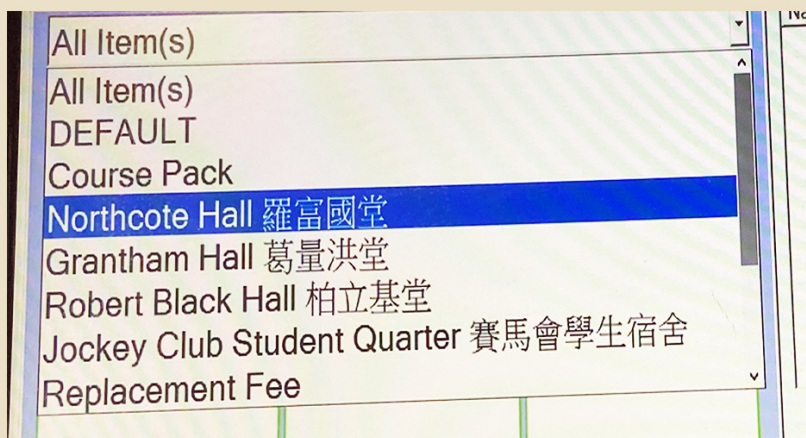 All Item(s)
All Item(s)
DEFAULT
Course Pack
Northcote Hall 羅富國堂
Grantham Hall 葛量洪堂
Robert Black Hall 柏立基堂
Jockey Club Student Quarter 賽馬會學生宿舍
Replacement Fee